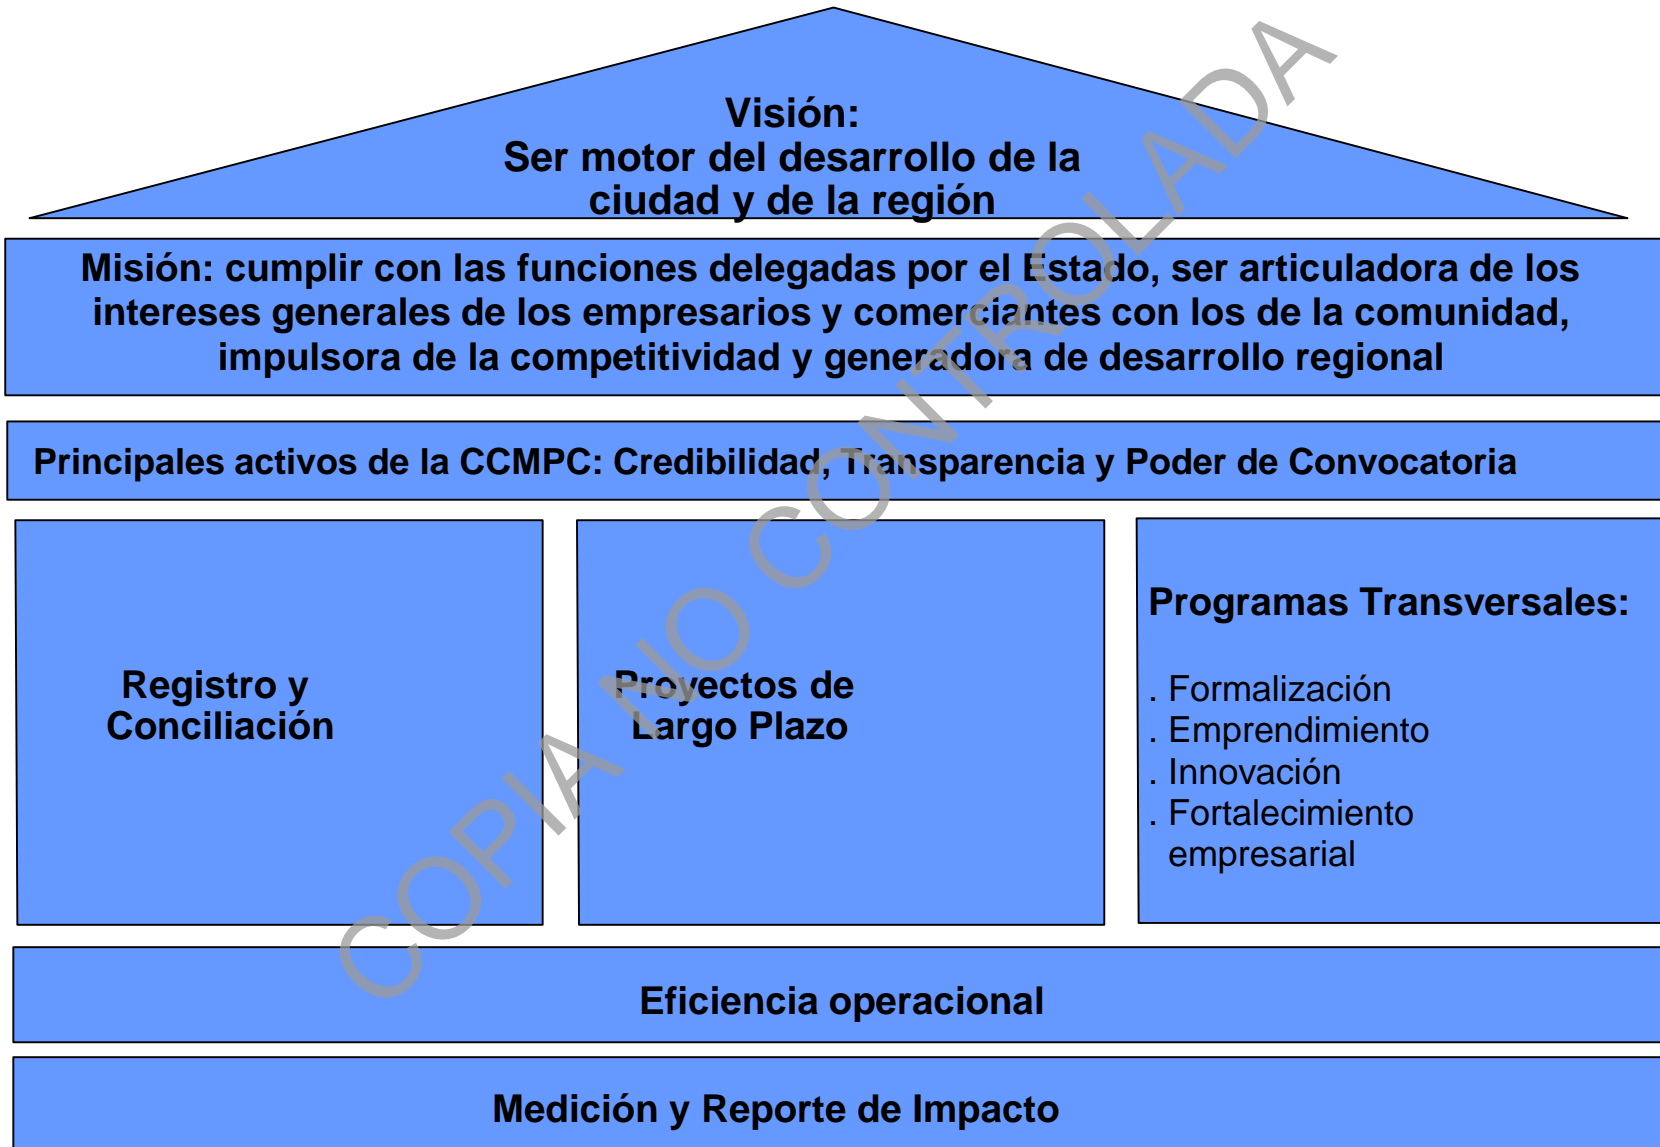 Visión:
Ser motor del desarrollo de la
ciudad y de la región
Misión: cumplir con las funciones delegadas por el Estado, ser articuladora de los
intereses generales de los empresarios y comerciantes con los de la comunidad,
impulsora de la competitividad y generadora de desarrollo regional
Principales activos de la CCMPC: Credibilidad, Transparencia y Poder de Convocatoria
Registro y
Conciliación
Proyectos de
Largo Plazo
Programas Transversales:
. Formalización
. Emprendimiento
. Innovación
. Fortalecimiento
empresarial
Eficiencia operacional
Medición y Reporte de Impacto
COPIA NO CONTROLADA